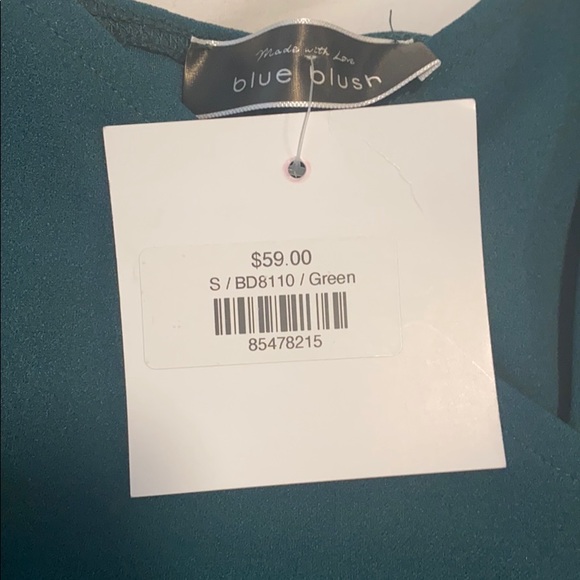 Made with Love
blue blush
$59.00
S / BD8110 / Green
85478215